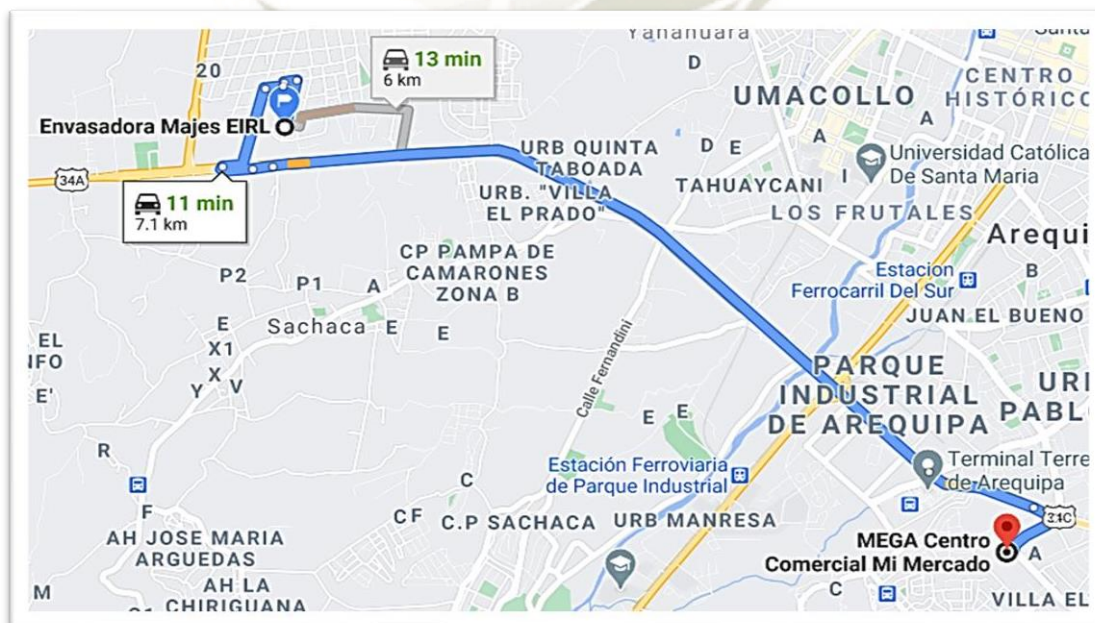 Yanahuara
20
13 min
6 km
D
UMACOLLO
CENTRO
HISTÓRICO
A
A
Envasadora Majes EIRL
URB QUINTA
TABOADA
D E
Universidad Católica
De Santa Maria
34A
URB. "VILLA
EL PRADO"
TAHUAYCANI
I
11 min
7.1 km
LOS FRUTALES
Arequi
CP PAMPA DE
CAMARONES
ZONA B
Estacion
Ferrocarril Del Sur
B
P2
P1
A
JUAN EL BUENO
E
Sachaca
E
E
EL
NFO
X1
X
Y
V
E'
Calle Fernandini
PARQUE
INDUSTRIAL
DE AREQUIPA
URI
PABL
E
E
R
Estación Ferroviaria
de Parque Industrial
Terminal Terre
de Arequipa
C
F
CF
C.P SACHACA
URB MANRESA
34C
AH JOSE MARIA
ARGUEDAS
MEGA Centro
Comercial Mi Mercado
A
M
AH LA
CHIRIGUANA
C
VILLA EL